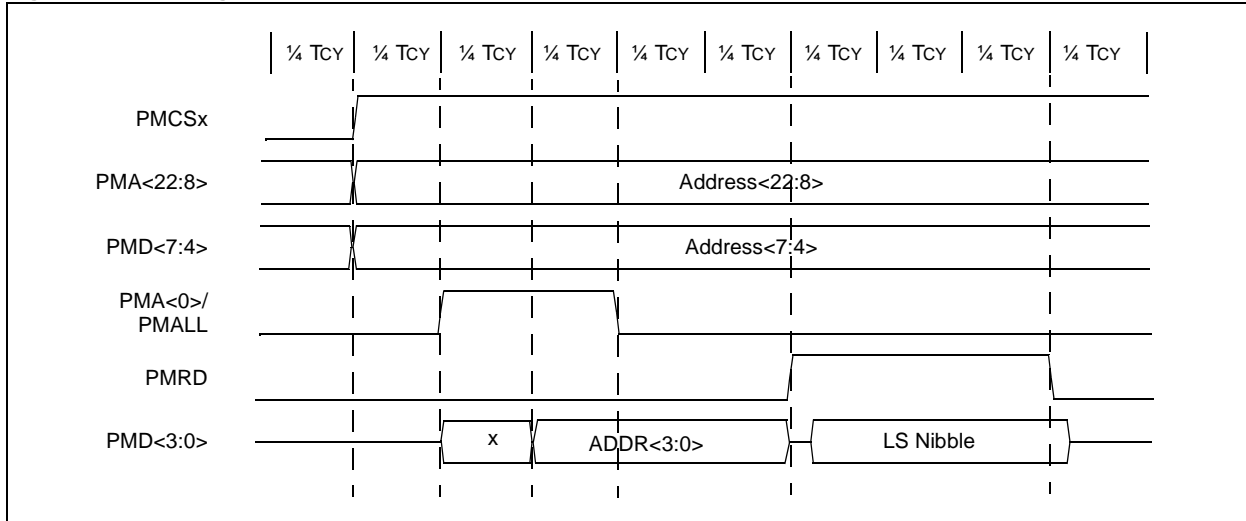 ¼ TCY ¼ TCY ¼ TCY ¼ TCY ¼ TCY ¼ TCY ¼ TCY ¼ TCY ¼ TCY ¼ TCY
PMCSx
PMA<22:8> Address<22:8>
PMD<7:4> Address<7:4>
PMA<0>/
PMALL
PMRD
PMD<3:0> x ADDR<3:0> LS Nibble